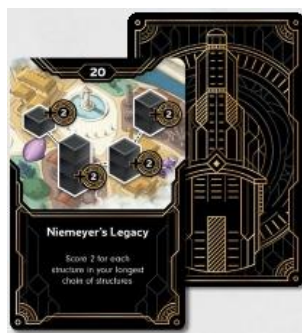 20
2
2
2
2
Niemeyer's Legacy
Score 2 for each
structure in your longest
chain of structures